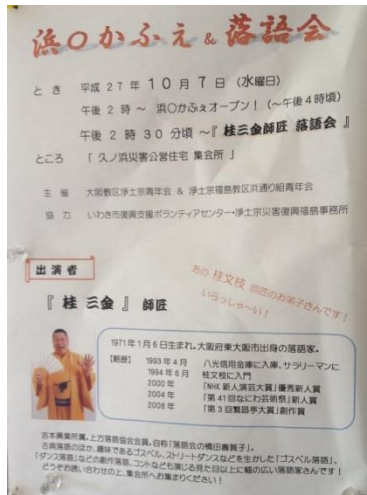 浜○かふぇ & 落語会
とき 平成27年10月7日（水曜日）
午後2時～ 浜○かふぇオープン！（～午後4時頃）
午後2時30分頃～『桂三金師匠 落語会』
ところ 「久ノ浜災害公営住宅 集会所」
主催 大阪教区浄土宗青年会 & 浄土宗福島教区浜通り組青年会
協力 いわき市復興支援ボランティアセンター・浄土宗災害復興福島事務所
出演者
あの桂文枝師匠のお弟子さんです！
いらっしゃ～い！
『桂 三金』師匠
1971年1月6日生まれ。大阪府東大阪市出身の落語家。
【略歴】 1993年4月 八光信用金庫に入庫、サラリーマンに
1994年6月 桂文枝に入門
2000年 「NHK新人演芸大賞」優秀新人賞
2004年 「第41回なにわ芸術祭」新人賞
2008年 「第3回繁昌亭大賞」創作賞
吉本興業所属。上方落語協会会員。自称「落語会の橋田壽賀子」。
古典落語のほか、趣味であるゴスペル、ストリートダンスなどを生かした「ゴスペル落語」、
「ダンス落語」などの創作落語、コントなども演じる見た目以上に幅の広い落語家さんです！
どうぞお誘い合わせの上、集会所へお集まりください！